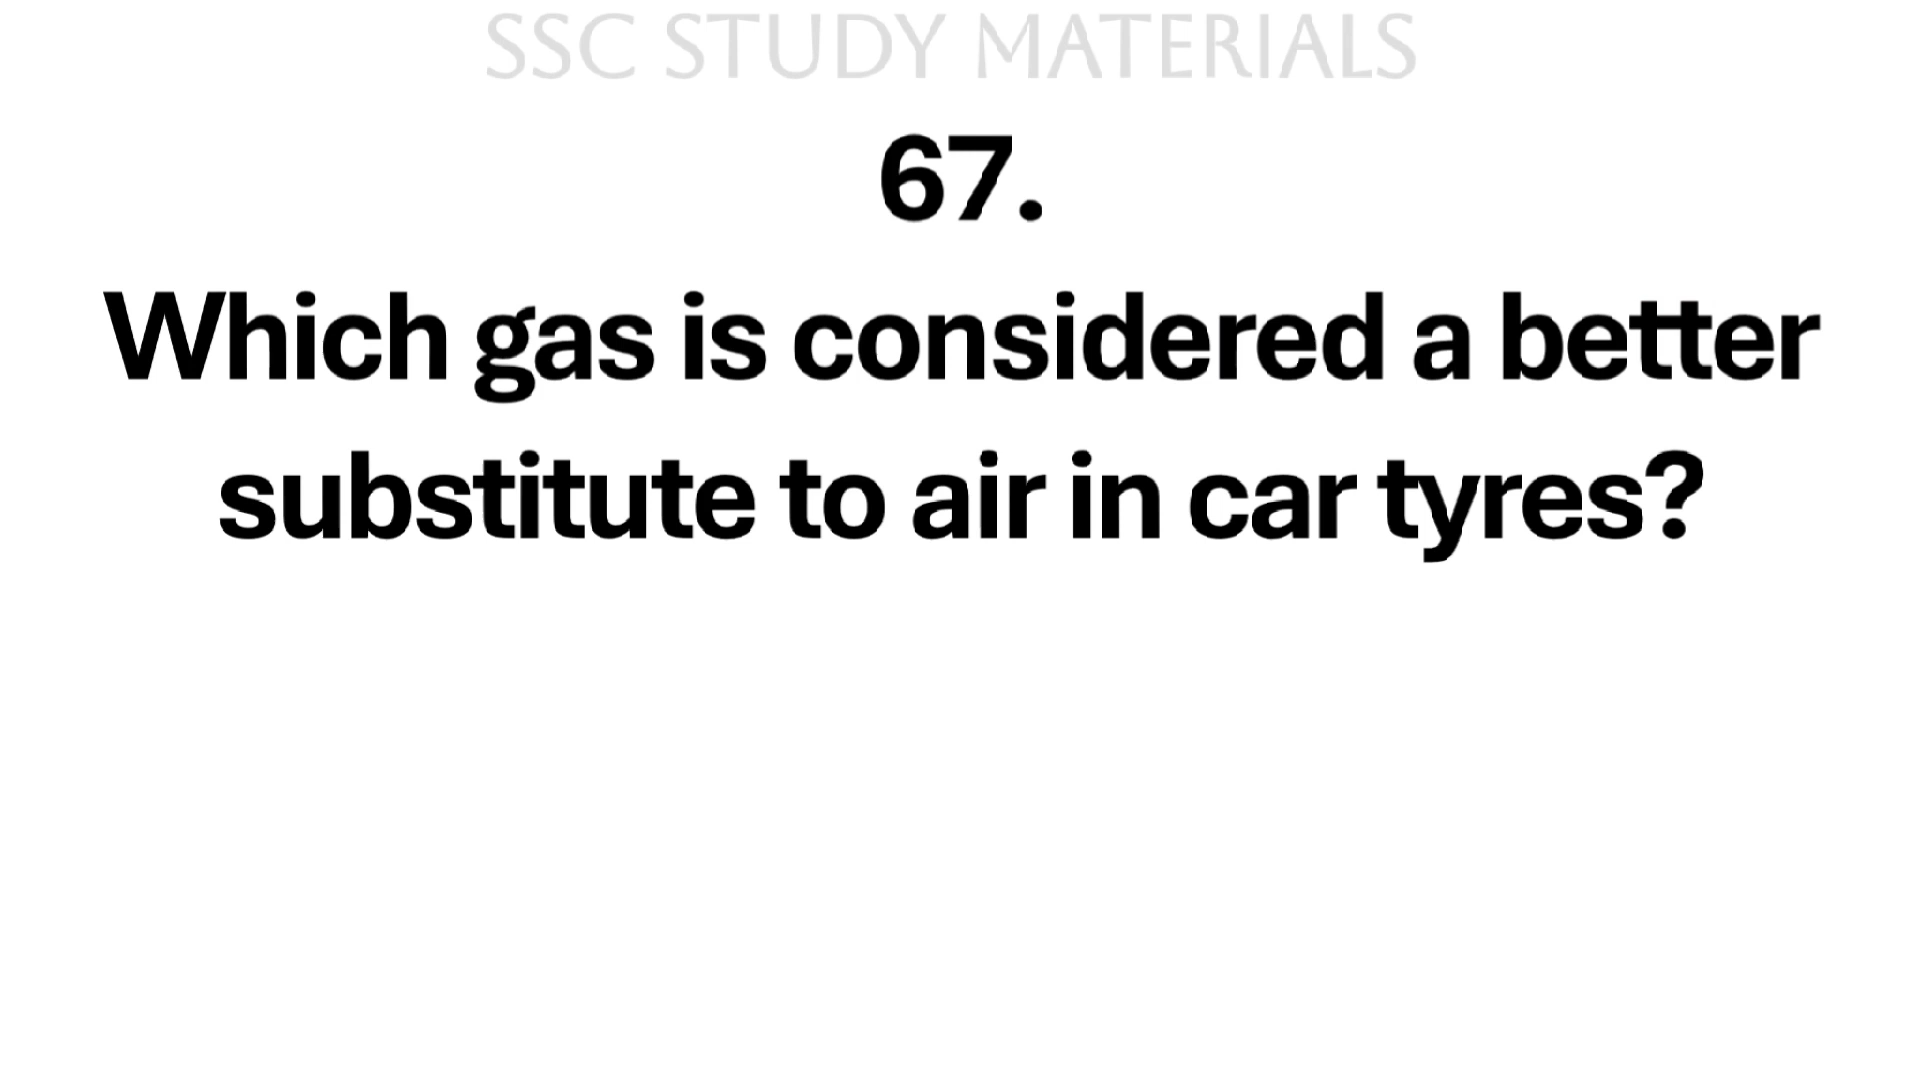 SSC STUDY MATERIALS
67.
Which gas is considered a better
substitute to air in car tyres?